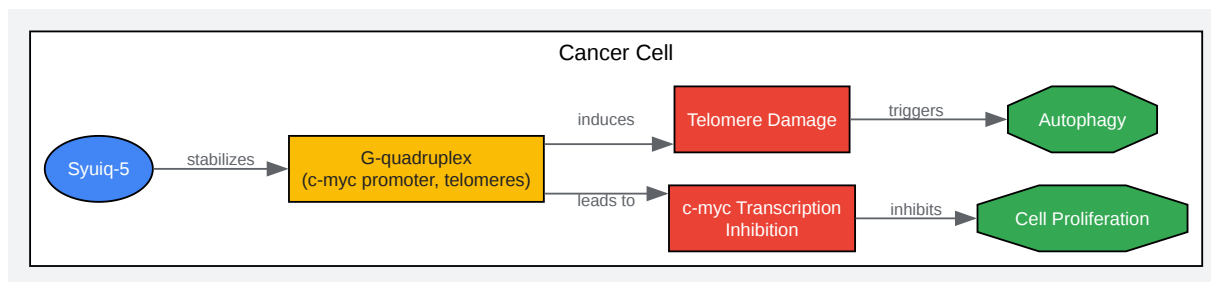 Cancer Cell
Syuiq-5
stabilizes
G-quadruplex
(c-myc promoter, telomeres)
induces
Telomere Damage
triggers
Autophagy
leads to
c-myc Transcription
Inhibition
inhibits
Cell Proliferation